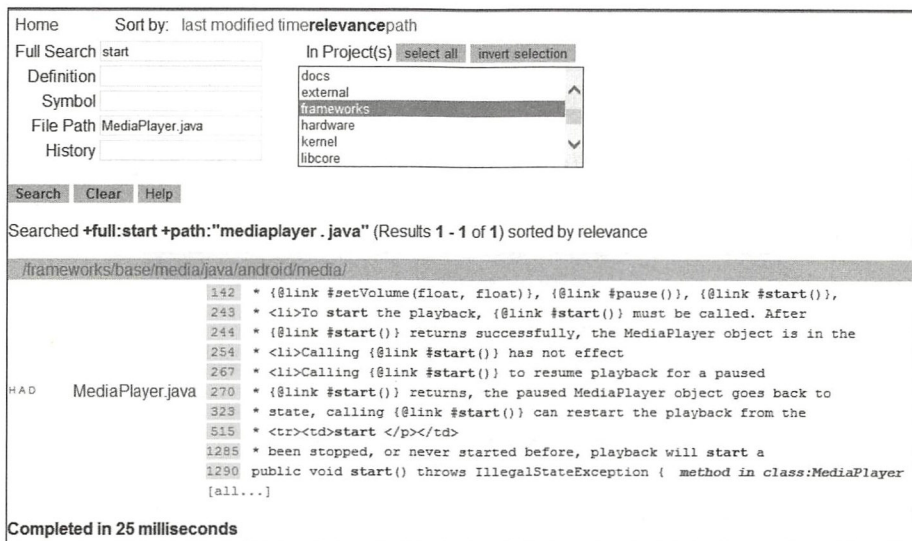 Home Sort by: last modified timerelevancepath
Full Search start In Project(s) select all invert selection
Definition docs
external
Symbol frameworks
File Path MediaPlayer.java hardware
kernel
History libcore
Search Clear Help
Searched +full:start +path:"mediaplayer . java" (Results 1 - 1 of 1) sorted by relevance
/frameworks/base/media/java/android/media/
142 * {@link #setVolume(float, float)}, {@link #pause()}, {@link #start()},
243 * <li>To start the playback, {@link #start()} must be called. After
244 * {@link #start()} returns successfully, the MediaPlayer object is in the
254 * <li>Calling {@link #start()} has not effect
267 * <li>Calling {@link #start()} to resume playback for a paused
HAD MediaPlayer.java 270 * {@link #start()} returns, the paused MediaPlayer object goes back to
323 * state, calling {@link #start()} can restart the playback from the
515 * <tr><td>start </p></td>
1285 * been stopped, or never started before, playback will start a
1290 public void start() throws IllegalStateException { method in class:MediaPlayer
[all...]
Completed in 25 milliseconds